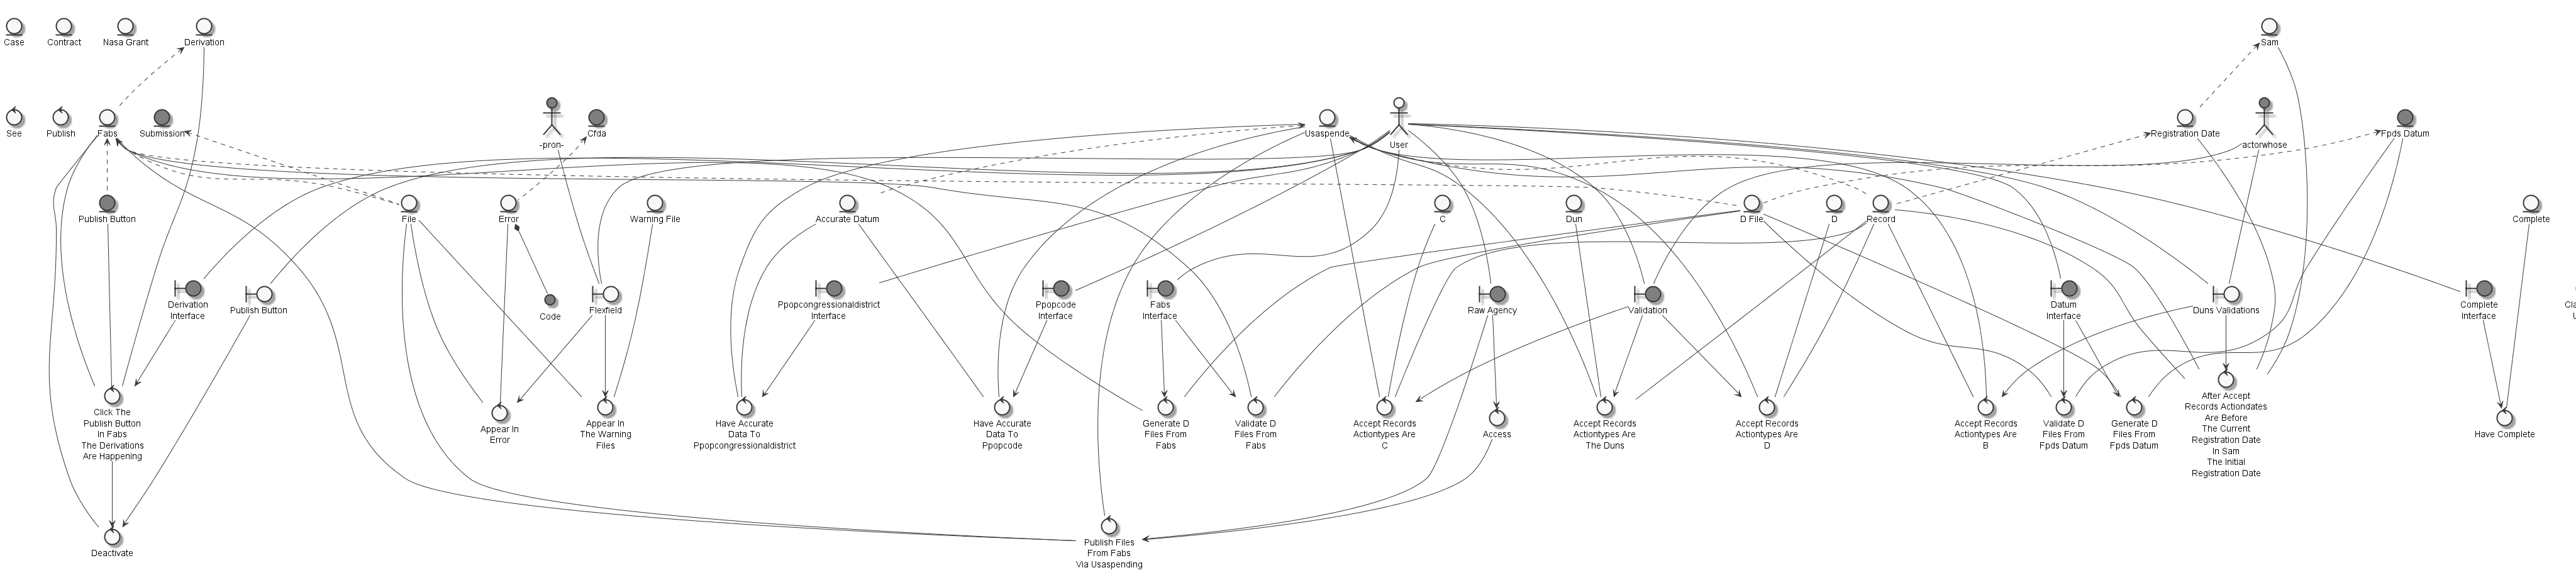 Case
Contract
Nasa Grant
Derivation
Sam
See
Publish
Fabs
Submission
-pron-
Cfda
Usaspende
User
Registration Date
actorwhose
Fpds Datum
Publish Button
File
Error
Warning File
Accurate Datum
C
Dun
D File
D
Record
Complete
Derivation
Interface
Publish Button
Code
Flexfield
Ppopcongressionaldistrict
Interface
Ppopcode
Interface
Fabs
Interface
Raw Agency
Validation
Datum
Interface
Duns Validations
Complete
Interface
Click The
Publish Button
In Fabs
The Derivations
Are Happening
Appear In
Error
Appear In
The Warning
Files
Have Accurate
Data To
Ppopcongressionaldistrict
Have Accurate
Data To
Ppopcode
Generate D
Files From
Fabs
Validate D
Files From
Fabs
Accept Records
Actiontypes Are
C
Access
Accept Records
Actiontypes Are
The Duns
Accept Records
Actiontypes Are
D
Accept Records
Actiontypes Are
B
Validate D
Files From
Fpds Datum
Generate D
Files From
Fpds Datum
After Accept
Records Actiondates
Are Before
The Current
Registration Date
In Sam
The Initial
Registration Date
Have Complete
Deactivate
Publish Files
From Fabs
Via Usaspending